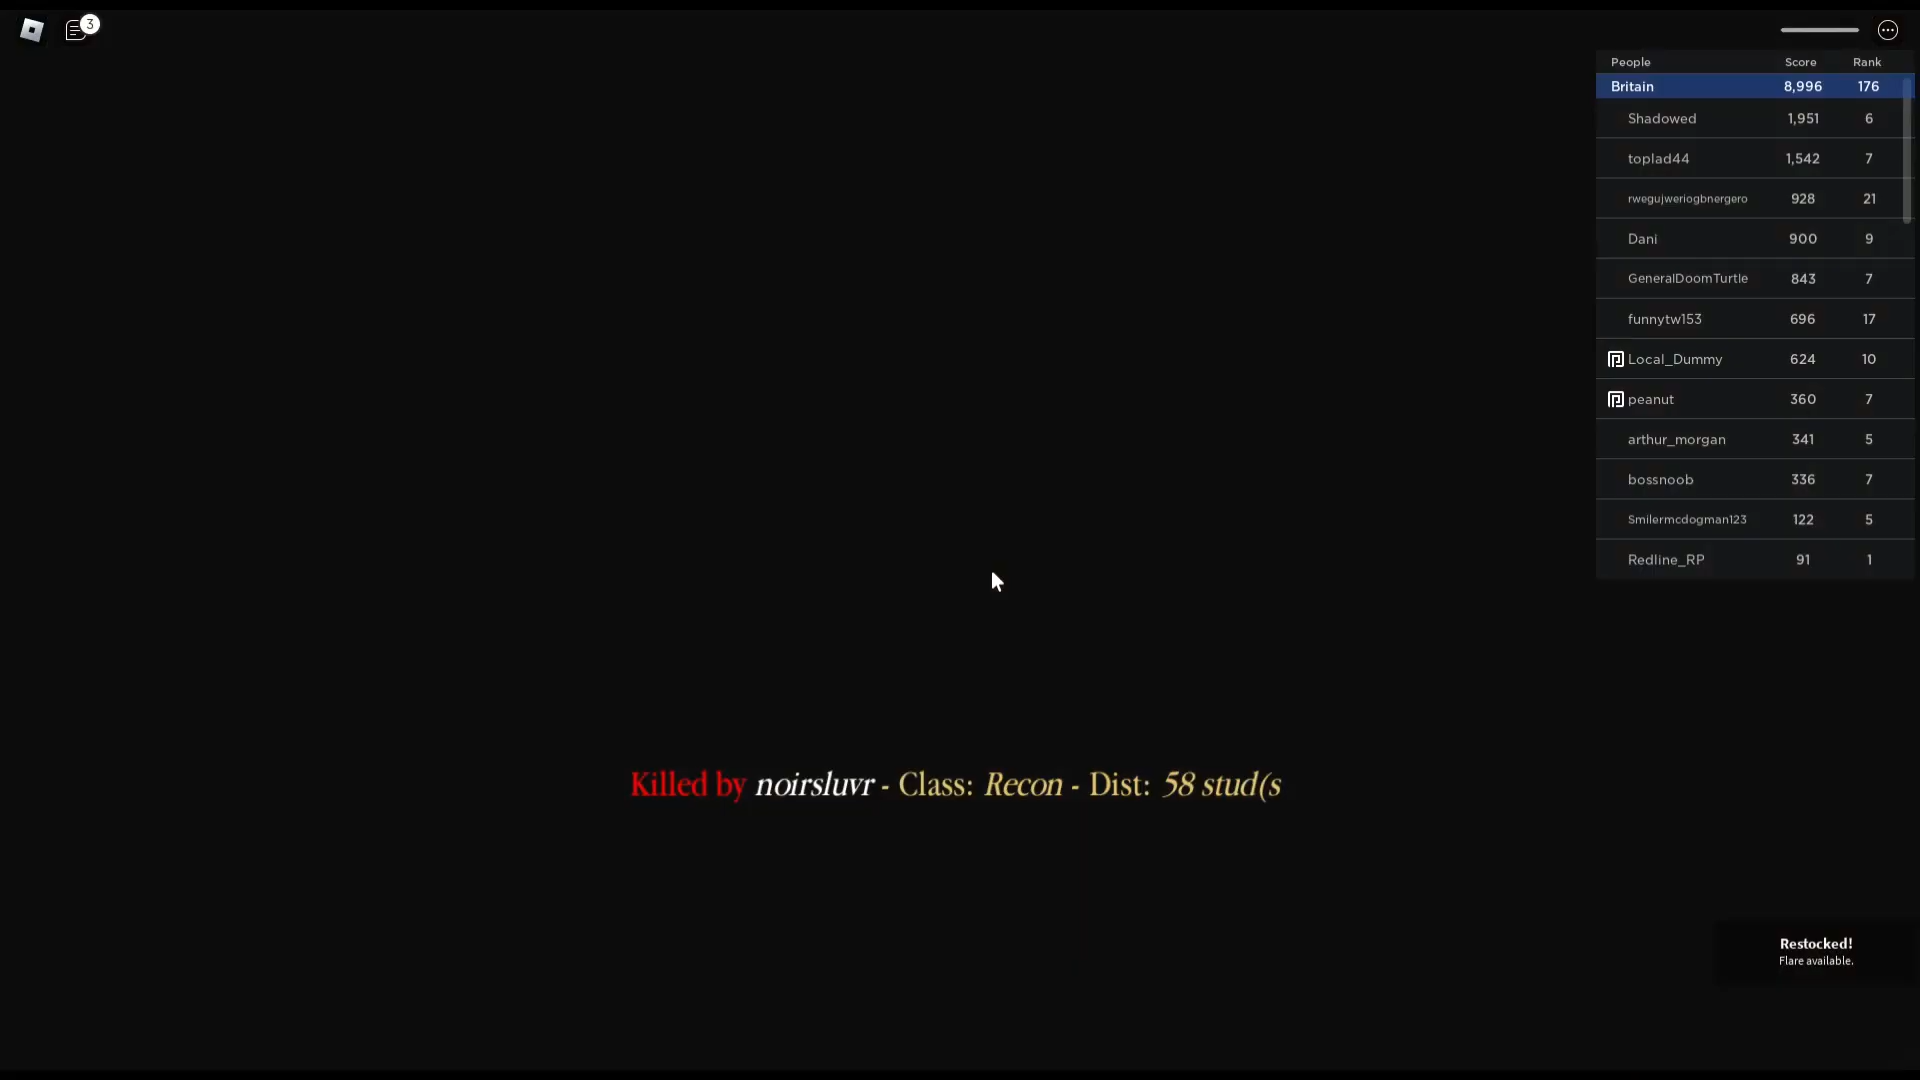 3
People Score Rank
Britain 8,996 176
Shadowed 1,951 6
toplad44 1,542 7
rwegujweriogbnergero 928 21
Dani 900 9
GeneralDoomTurtle 843 7
funnytw153 696 17
Local_Dummy 624 10
peanut 360 7
arthur_morgan 341 5
bossnoob 336 7
Smilermcdogman123 122 5
Redline_RP 91 1
Killed by noirsluvr - Class: Recon - Dist: 58 stud(s
Restocked!
Flare available.